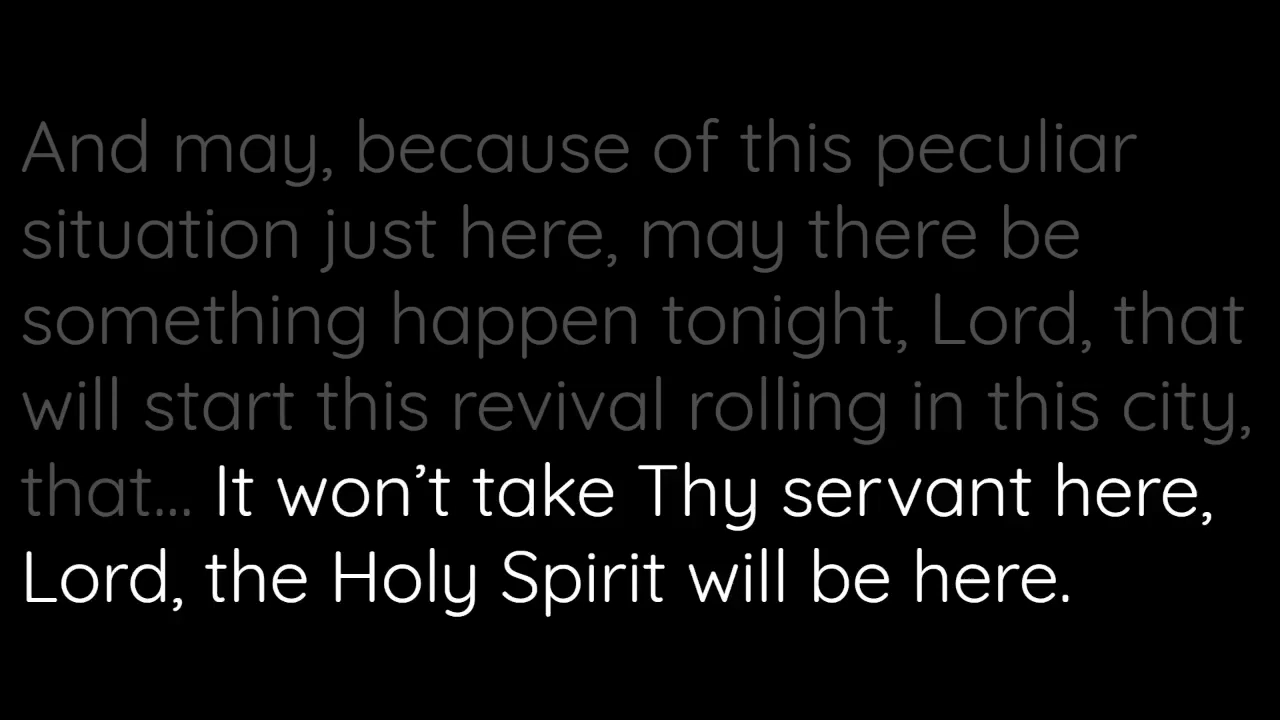 And may, because of this peculiar
situation just here, may there be
something happen tonight, Lord, that
will start this revival rolling in this city,
that... It won’t take Thy servant here,
Lord, the Holy Spirit will be here.